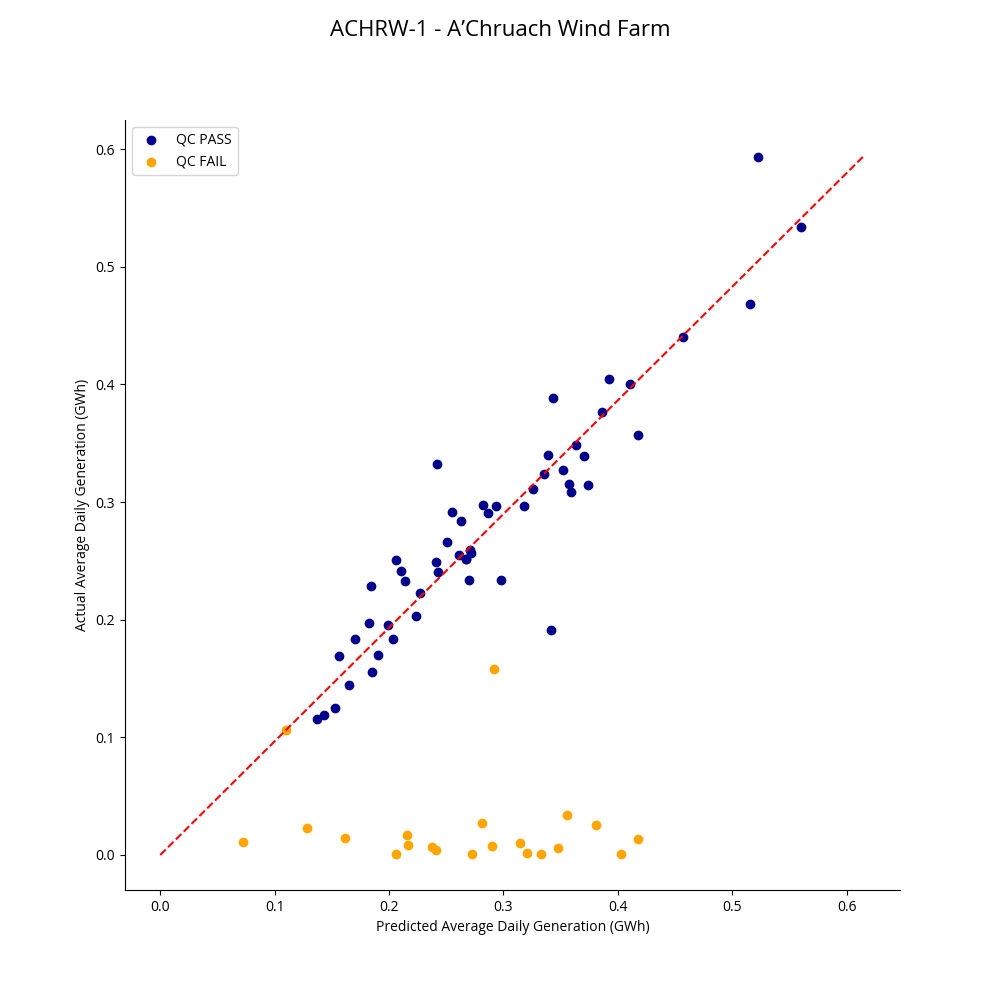 ACHRW-1 - A’Chruach Wind Farm
QC PASS
QC FAIL
Actual Average Daily Generation (GWh)
0.6
0.5
0.4
0.3
0.2
0.1
0.0
0.0 0.1 0.2 0.3 0.4 0.5 0.6
Predicted Average Daily Generation (GWh)